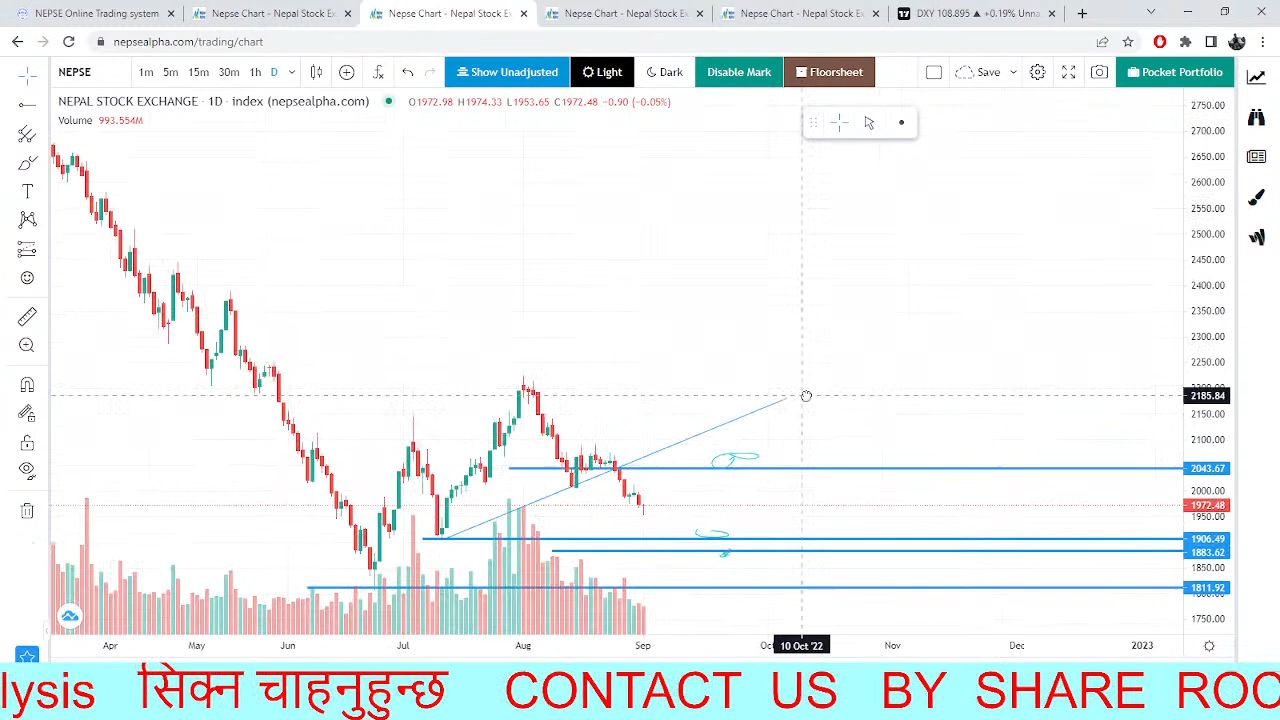 NEPSE Online Trading system
Nepse Chart - Nepal Stock Ex
Nepse Chart - Nepal Stock Ex
Nepse Chart - Nepal Stock Ex
Nepse Chart - Nepal Stock Ex
DXY 108.895 ▲ +0.19% Unna
nepsealpha.com/trading/chart
NEPSE 1m 5m 15m 30m 1h D Show Unadjusted Light Dark Disable Mark Floorsheet Save Pocket Portfolio
NEPAL STOCK EXCHANGE · 1D · index (nepsealpha.com) O1972.98 H1974.33 L1953.65 C1972.48 −0.90 (−0.05%)
Volume 993.554M
2750.00
2700.00
2650.00
2600.00
2550.00
2500.00
2450.00
2400.00
2350.00
2300.00
2250.00
2200.00
2185.84
2150.00
2100.00
2043.67
2000.00
1972.48
1950.00
1906.49
1883.62
1850.00
1811.92
1750.00
Apr May Jun Jul Aug Sep Oct 10 Oct '22 Nov Dec 2023
lysis सिक्न चाहनुहुन्छ CONTACT US BY SHARE ROC